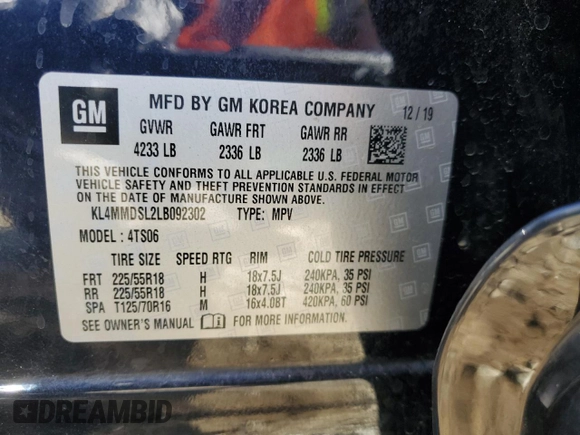 GM
MFD BY GM KOREA COMPANY 12/19
GVWR GAWR FRT GAWR RR
4233 LB 2336 LB 2336 LB
THIS VEHICLE CONFORMS TO ALL APPLICABLE U.S. FEDERAL MOTOR
VEHICLE SAFETY AND THEFT PREVENTION STANDARDS IN EFFECT
ON THE DATE OF MANUFACTURE SHOWN ABOVE.
KL4MMDSL2LB092302 TYPE: MPV
MODEL: 4TS06
TIRE SIZE SPEED RTG RIM COLD TIRE PRESSURE
FRT 225/55R18 H 18x7.5J 240KPA, 35 PSI
RR 225/55R18 H 18x7.5J 240KPA, 35 PSI
SPA T125/70R16 M 16x4.0BT 420KPA, 60 PSI
SEE OWNER'S MANUAL FOR MORE INFORMATION.
DREAMBID